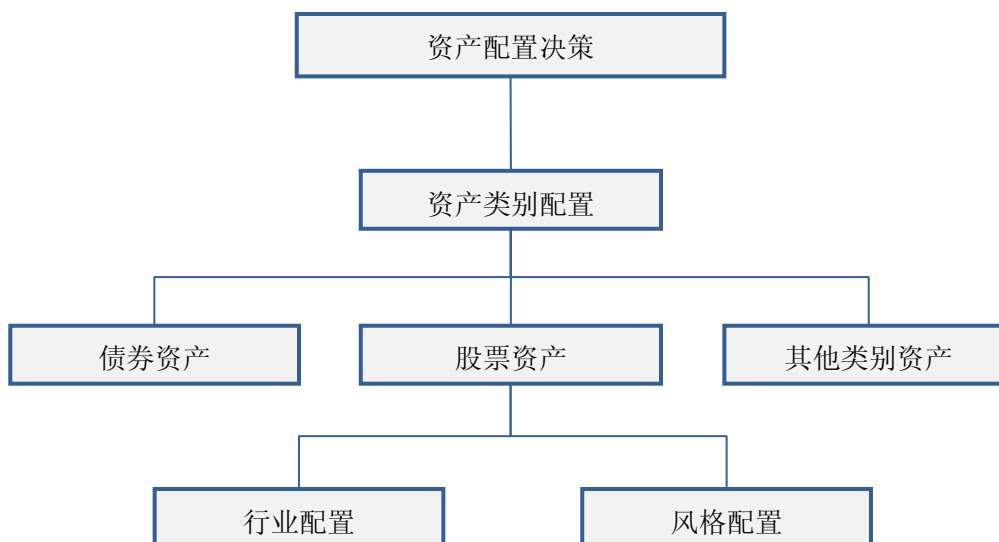 资产配置决策
资产类别配置
债券资产
股票资产
其他类别资产
行业配置
风格配置